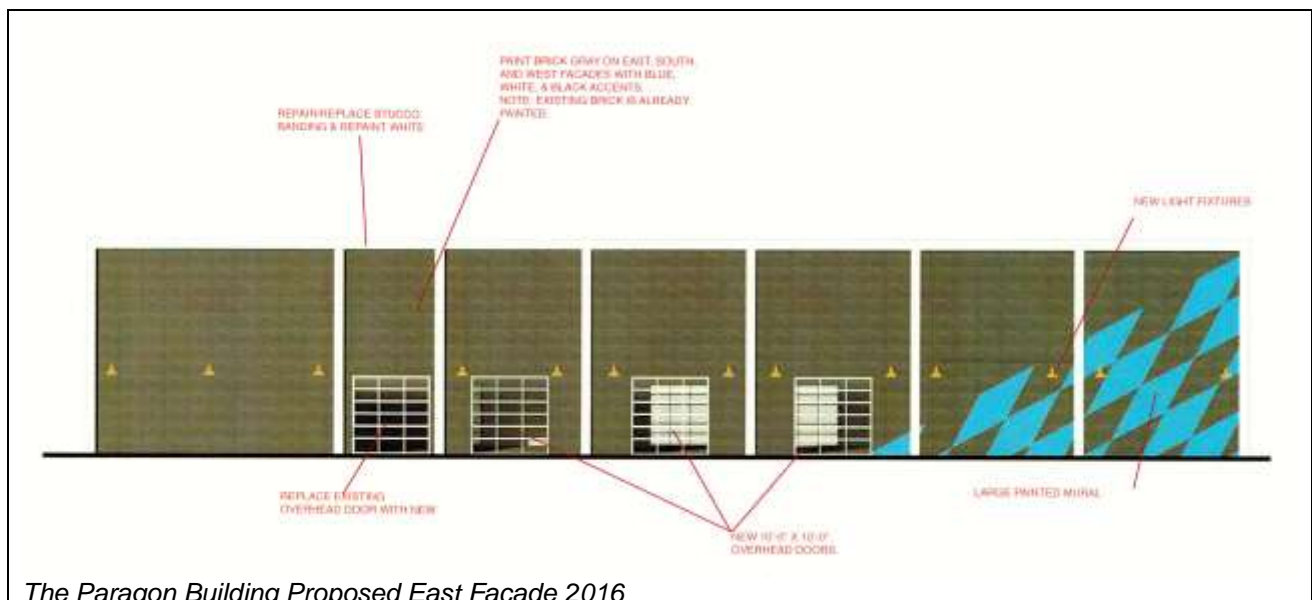 PAINT BRICK GRAY ON EAST, SOUTH,
AND WEST FACADES WITH BLUE,
WHITE, & BLACK ACCENTS.
NOTE: EXISTING BRICK IS ALREADY
PAINTED.
REPAIR/REPLACE STUCCO
BANDING & REPAINT WHITE
NEW LIGHT FIXTURES
REPLACE EXISTING
OVERHEAD DOOR WITH NEW
LARGE PAINTED MURAL
NEW 10'-0" X 10'-0"
OVERHEAD DOORS
The Paragon Building Proposed East Facade 2016